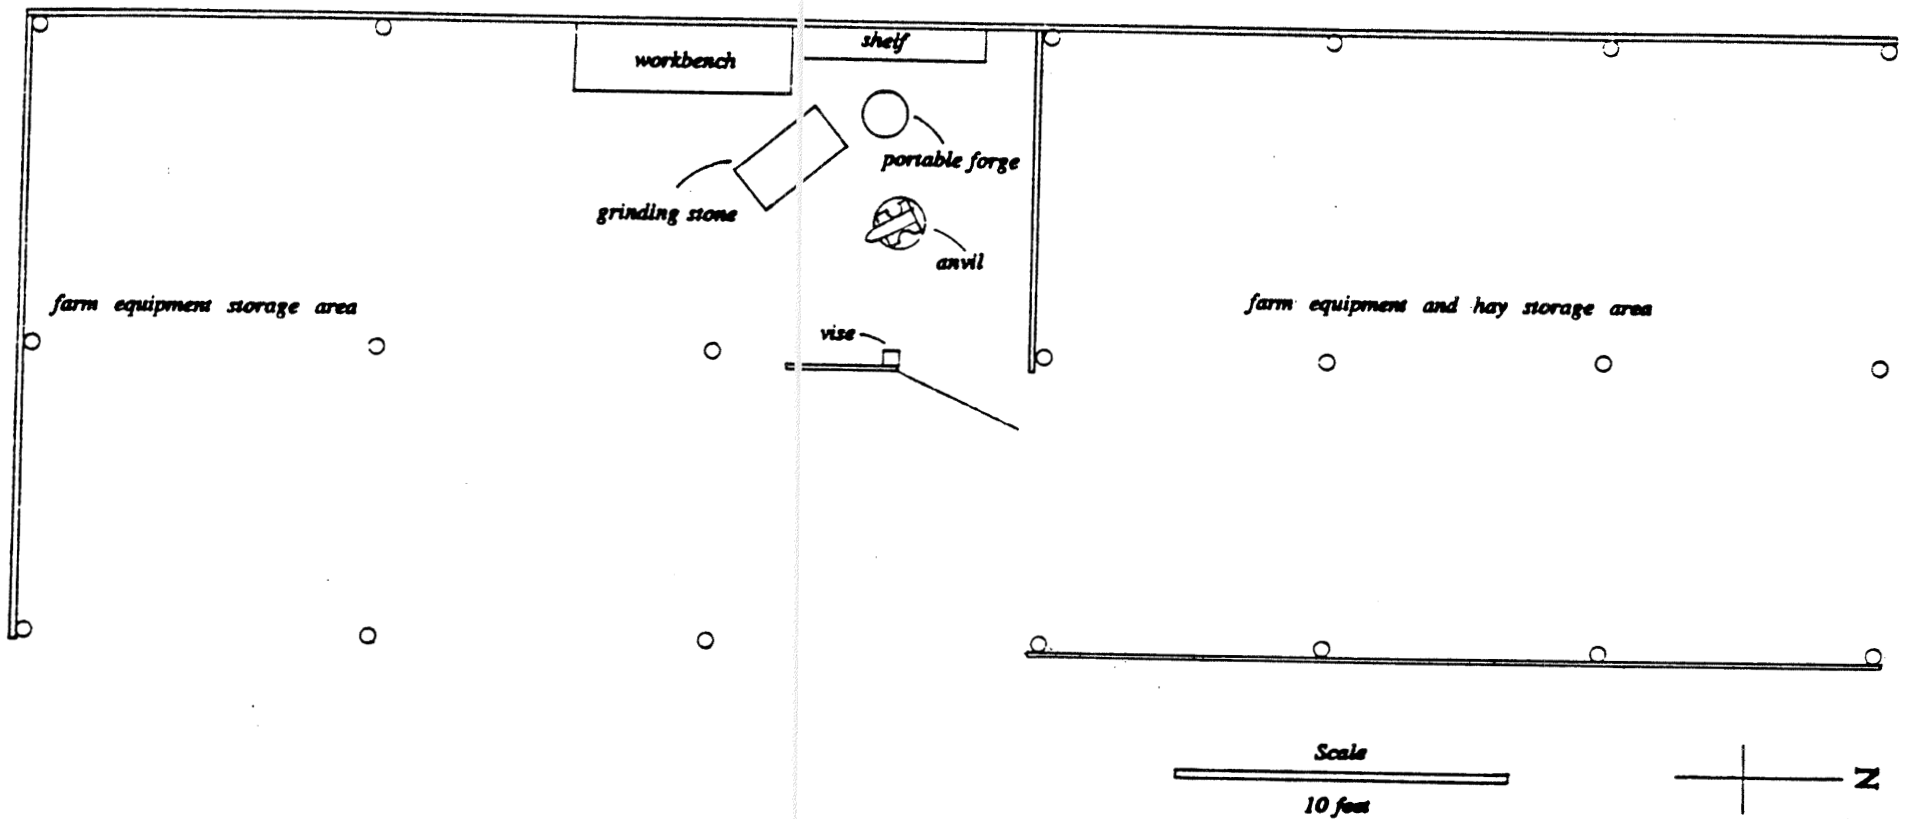 workbench
shelf
portable forge
grinding stone
anvil
farm equipment storage area
farm equipment and hay storage area
vise
Scale
10 feet
N